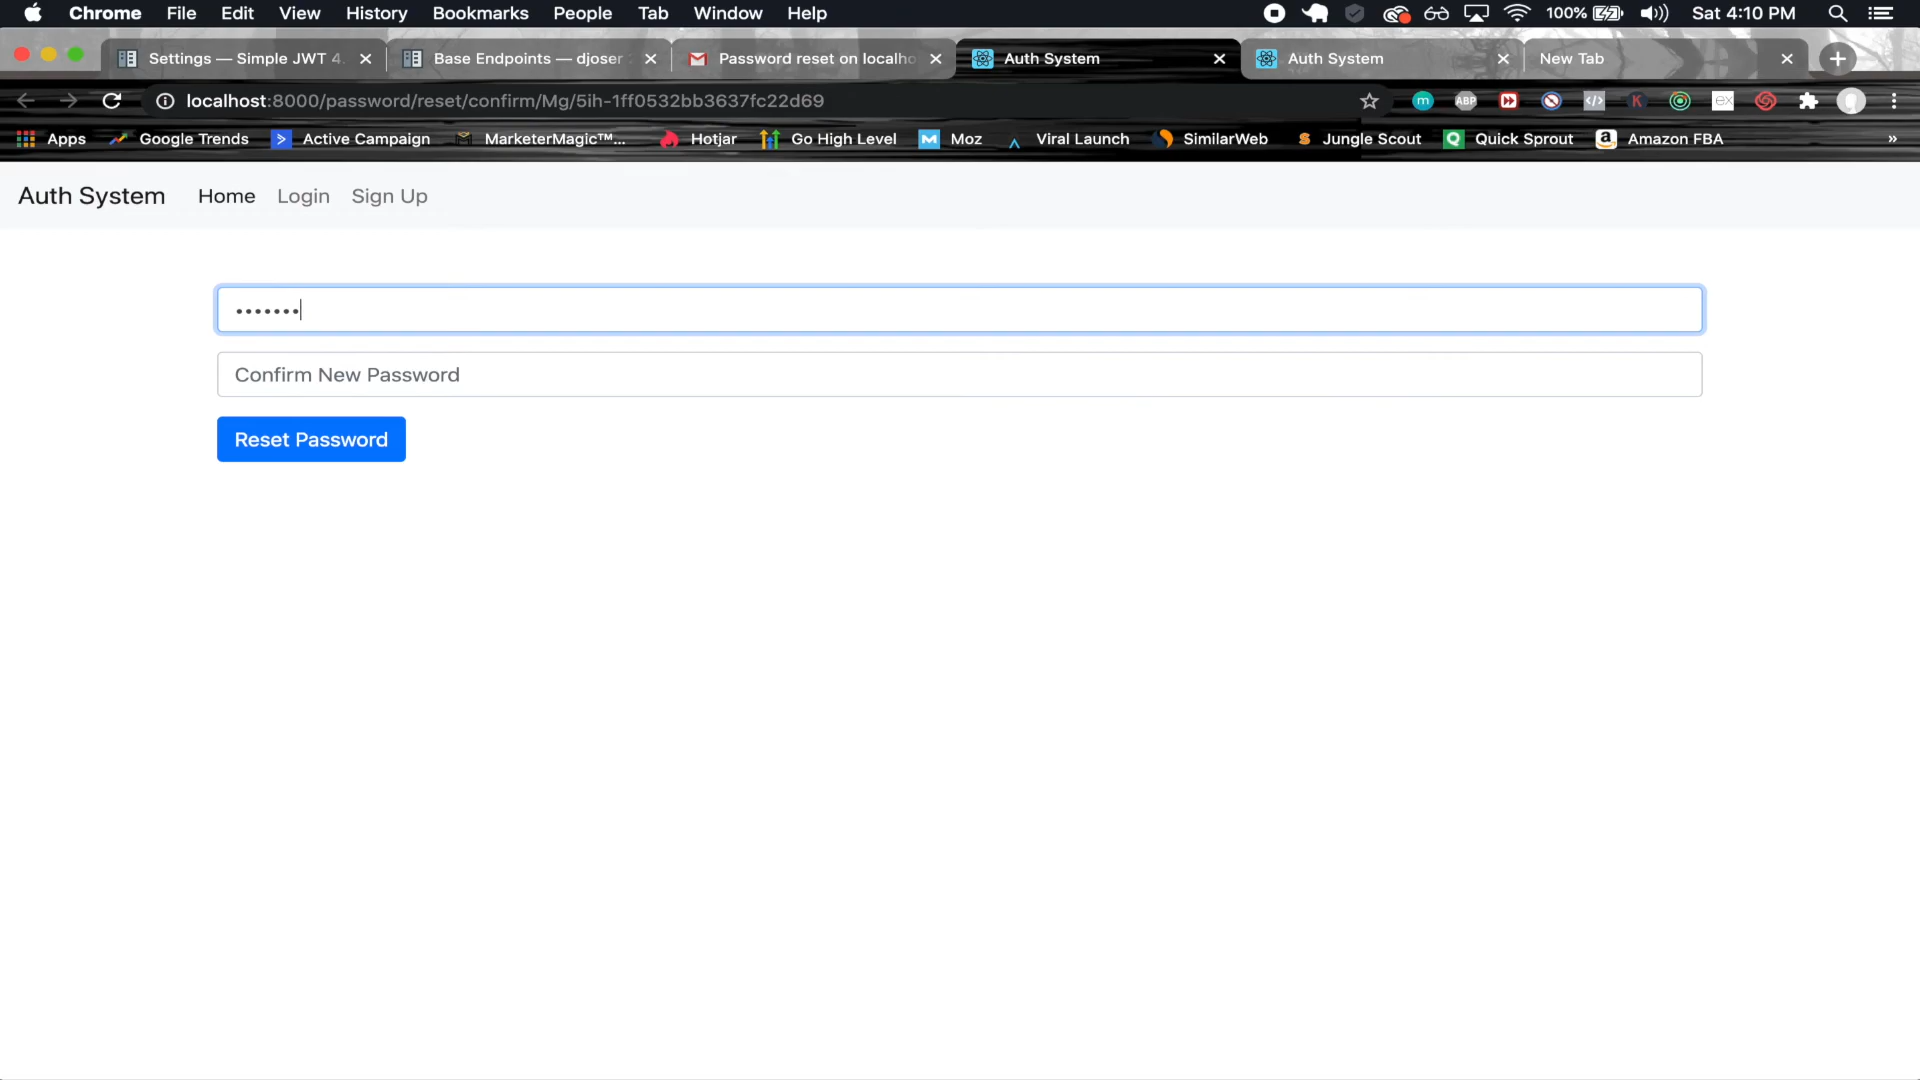 Chrome File Edit View History Bookmarks People Tab Window Help 100% Sat 4:10 PM
Settings — Simple JWT 4. Base Endpoints — djoser Password reset on localho Auth System Auth System New Tab
localhost:8000/password/reset/confirm/Mg/5ih-1ff0532bb3637fc22d69 m ABP </> K ex
Apps Google Trends Active Campaign MarketerMagic™... Hotjar Go High Level Moz Viral Launch SimilarWeb Jungle Scout Quick Sprout Amazon FBA »
Auth System Home Login Sign Up
•••••••
Confirm New Password
Reset Password